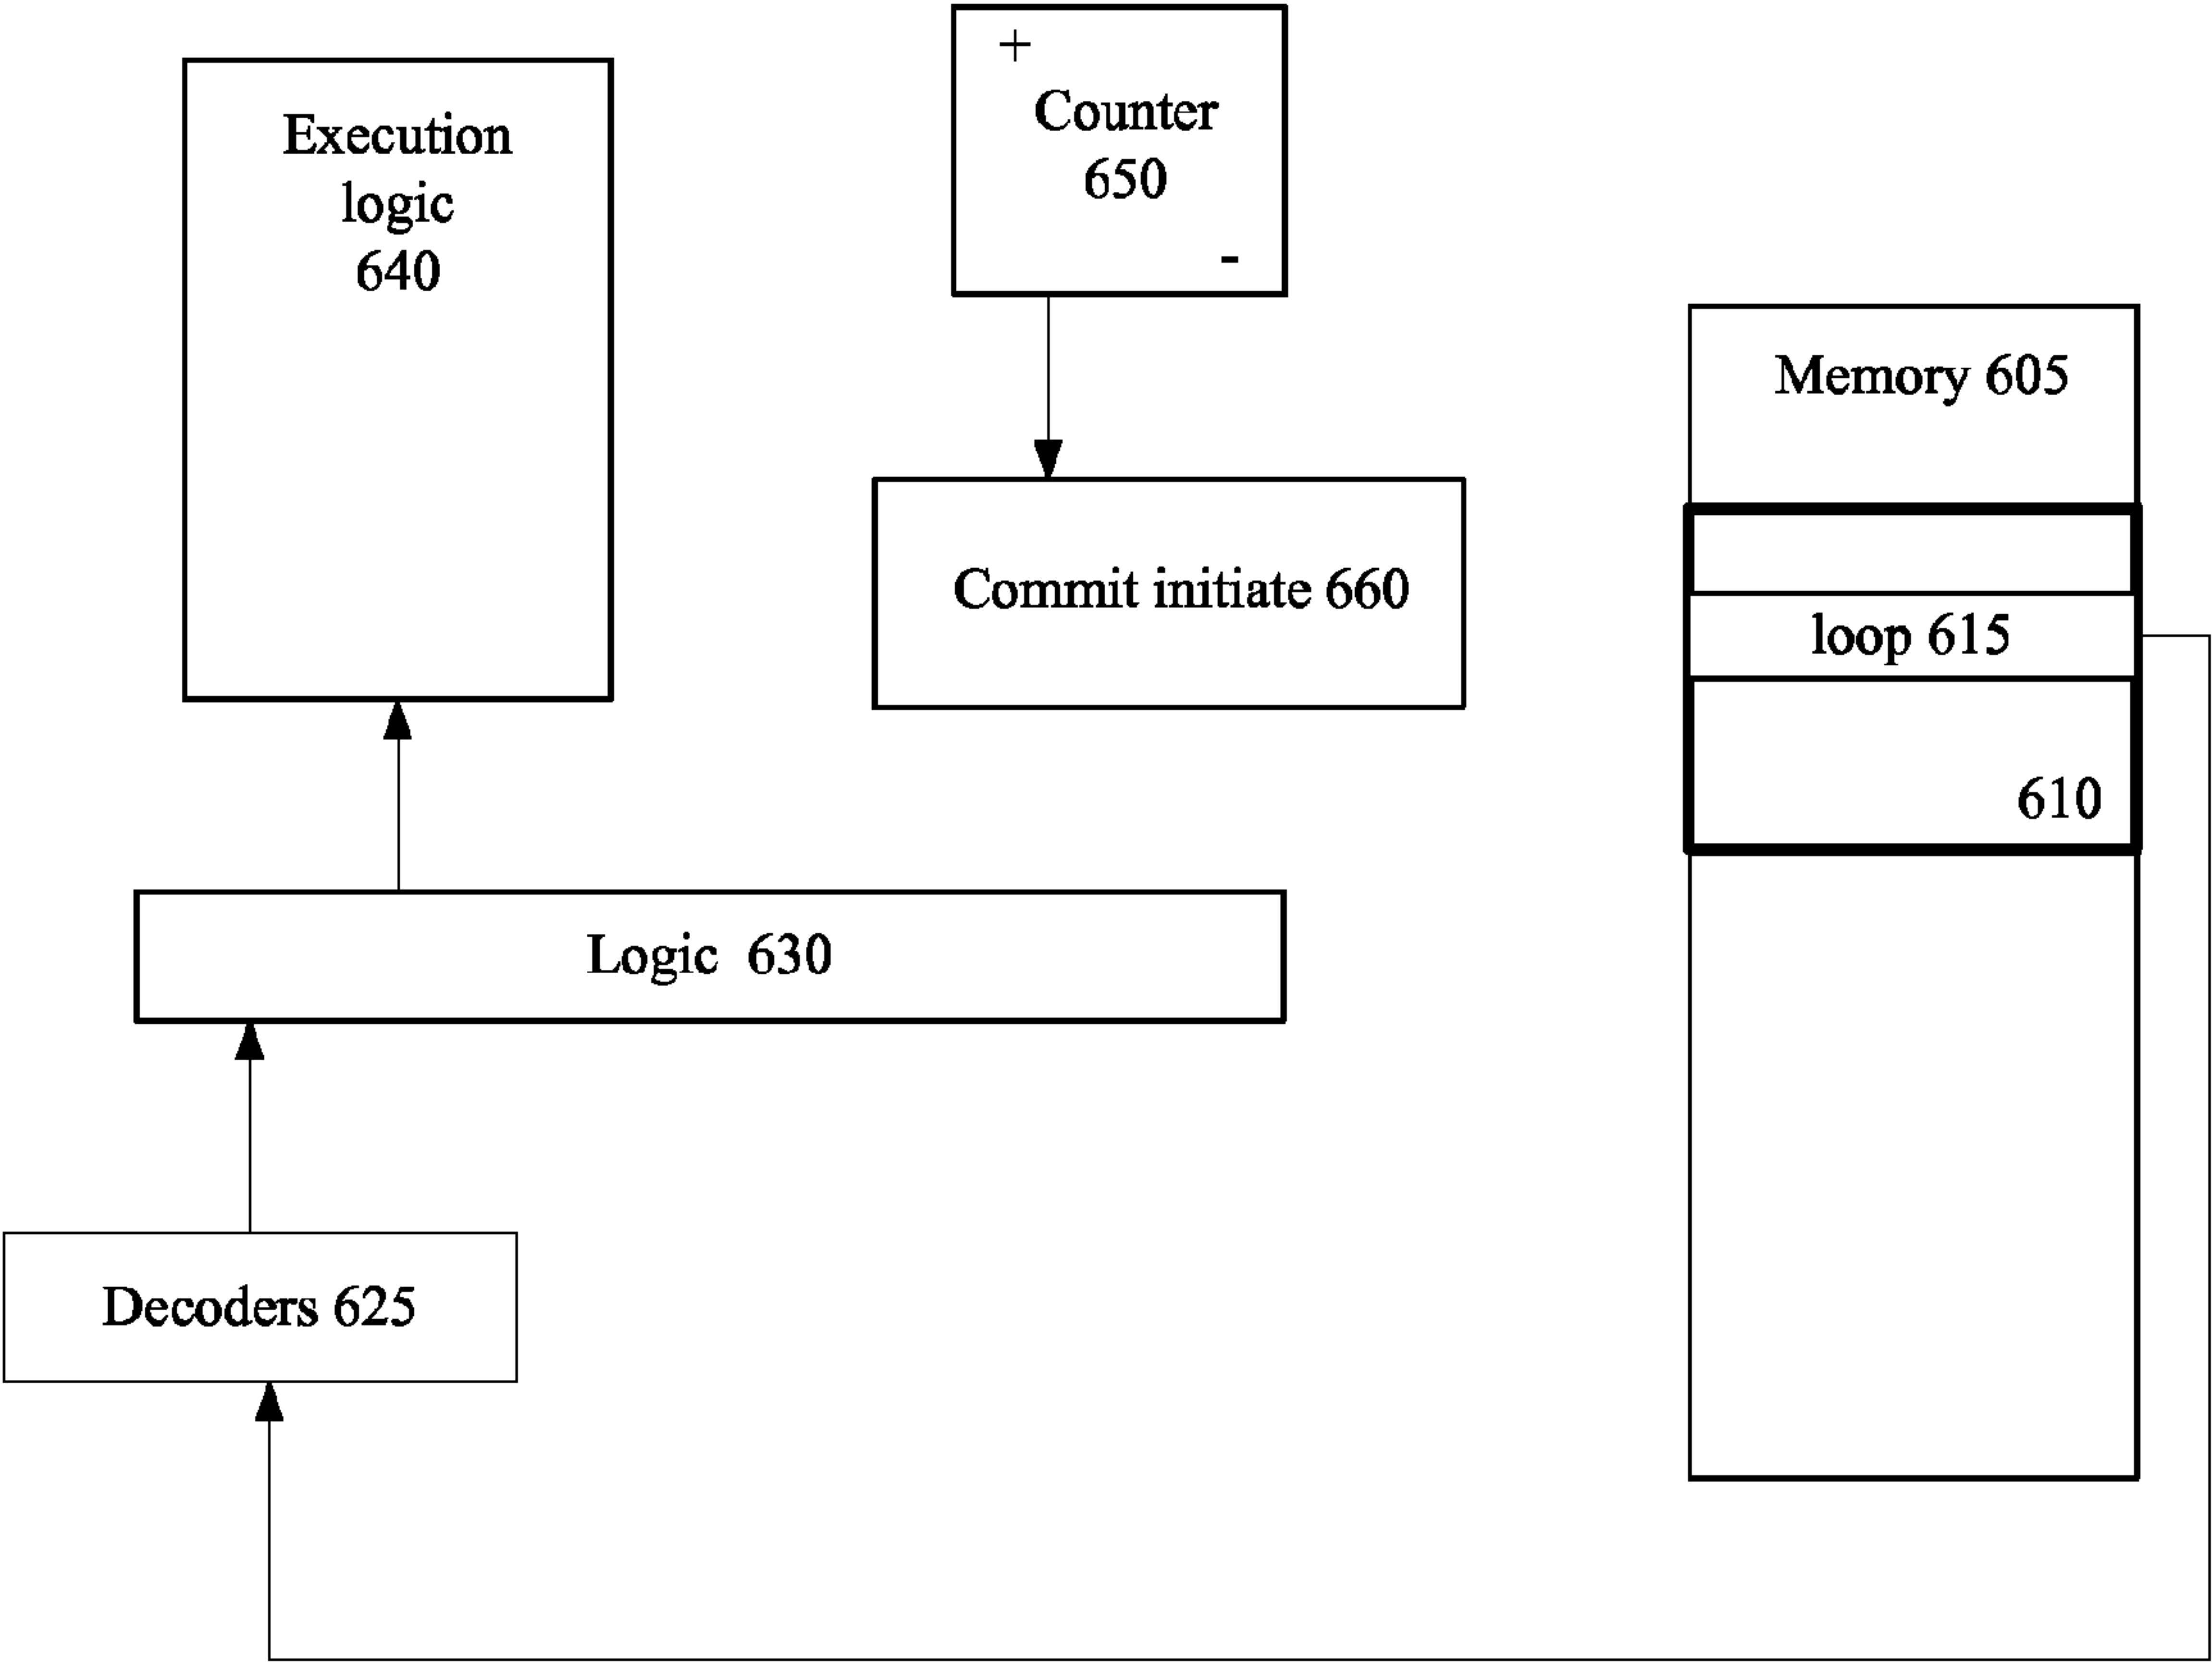 +
Counter
650
-
Execution
logic
640
Memory 605
Commit initiate 660
loop 615
610
Logic 630
Decoders 625